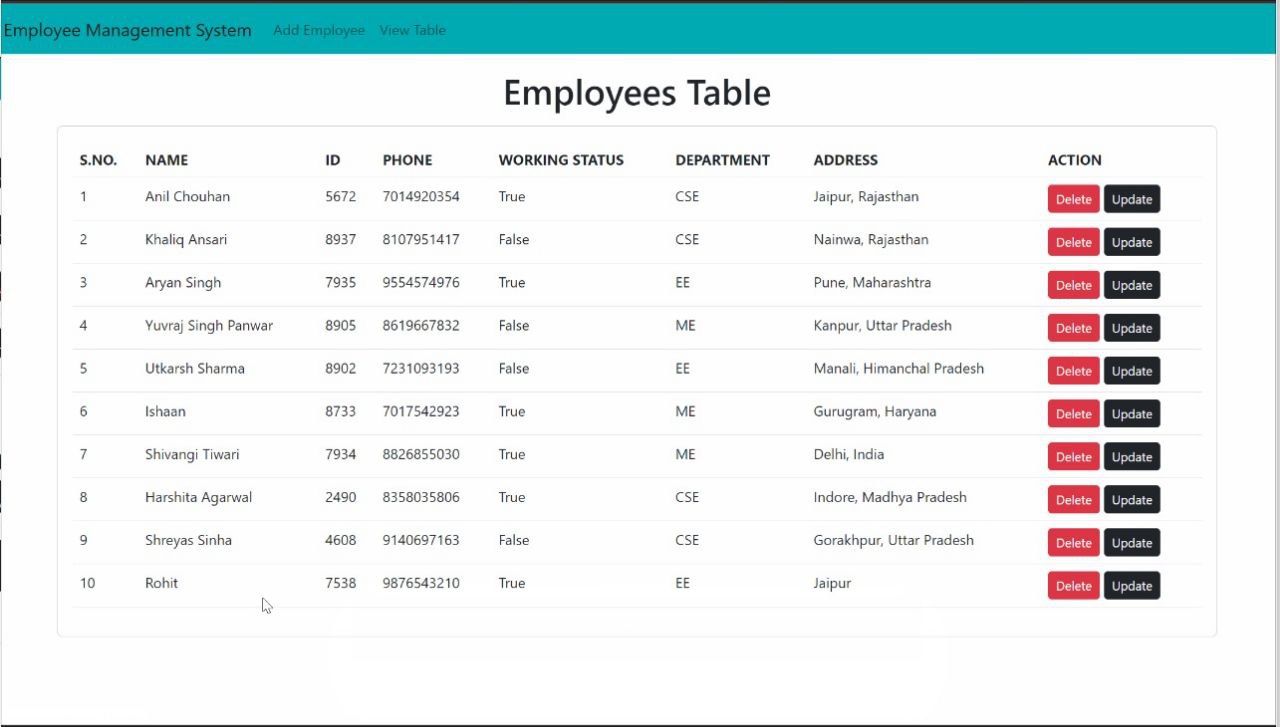 Employee Management System Add Employee View Table
Employees Table
S.NO. NAME ID PHONE WORKING STATUS DEPARTMENT ADDRESS ACTION
1 Anil Chouhan 5672 7014920354 True CSE Jaipur, Rajasthan Delete Update
2 Khaliq Ansari 8937 8107951417 False CSE Nainwa, Rajasthan Delete Update
3 Aryan Singh 7935 9554574976 True EE Pune, Maharashtra Delete Update
4 Yuvraj Singh Panwar 8905 8619667832 False ME Kanpur, Uttar Pradesh Delete Update
5 Utkarsh Sharma 8902 7231093193 False EE Manali, Himanchal Pradesh Delete Update
6 Ishaan 8733 7017542923 True ME Gurugram, Haryana Delete Update
7 Shivangi Tiwari 7934 8826855030 True ME Delhi, India Delete Update
8 Harshita Agarwal 2490 8358035806 True CSE Indore, Madhya Pradesh Delete Update
9 Shreyas Sinha 4608 9140697163 False CSE Gorakhpur, Uttar Pradesh Delete Update
10 Rohit 7538 9876543210 True EE Jaipur Delete Update